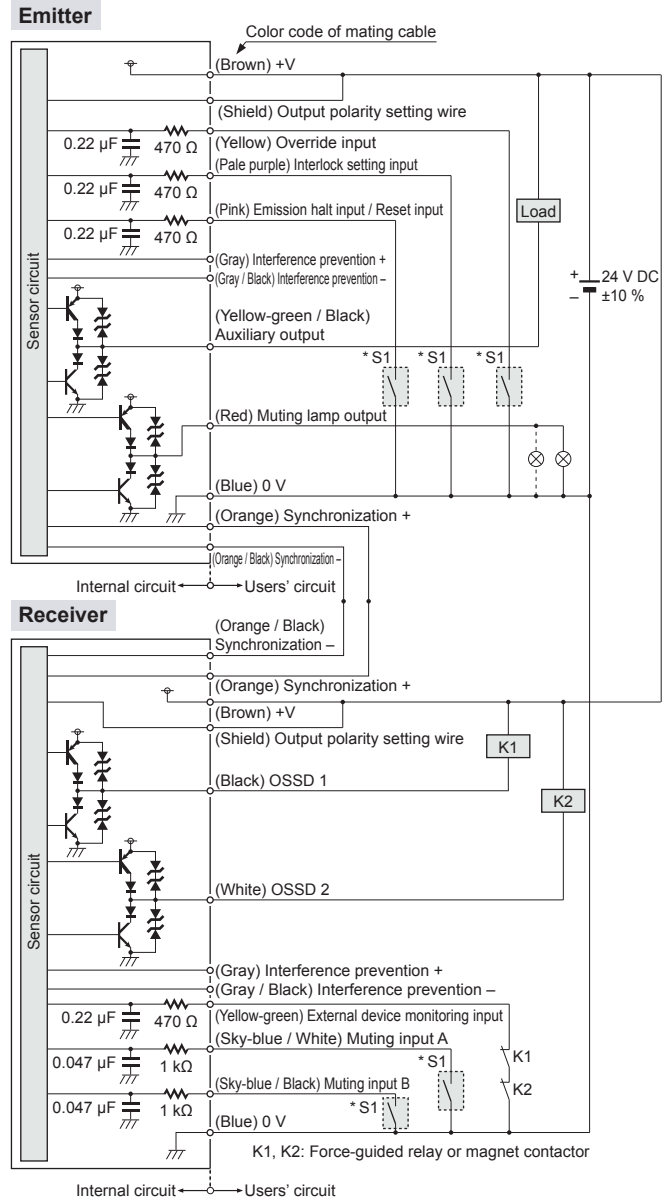 Emitter
Color code of mating cable
(Brown) +V
(Shield) Output polarity setting wire
0.22 µF
470 Ω
(Yellow) Override input
(Pale purple) Interlock setting input
0.22 µF
470 Ω
(Pink) Emission halt input / Reset input
0.22 µF
470 Ω
Load
(Gray) Interference prevention +
(Gray / Black) Interference prevention –
+
–
24 V DC
±10 %
Sensor circuit
(Yellow-green / Black)
Auxiliary output
* S1
* S1
* S1
(Red) Muting lamp output
(Blue) 0 V
(Orange) Synchronization +
(Orange / Black) Synchronization –
Internal circuit
Users' circuit
Receiver
(Orange / Black)
Synchronization –
(Orange) Synchronization +
(Brown) +V
(Shield) Output polarity setting wire
K1
(Black) OSSD 1
K2
Sensor circuit
(White) OSSD 2
(Gray) Interference prevention +
(Gray / Black) Interference prevention –
0.22 µF
470 Ω
(Yellow-green) External device monitoring input
(Sky-blue / White) Muting input A
0.047 µF
1 kΩ
* S1
K1
(Sky-blue / Black) Muting input B
K2
0.047 µF
1 kΩ
* S1
(Blue) 0 V
K1, K2: Force-guided relay or magnet contactor
Internal circuit
Users' circuit